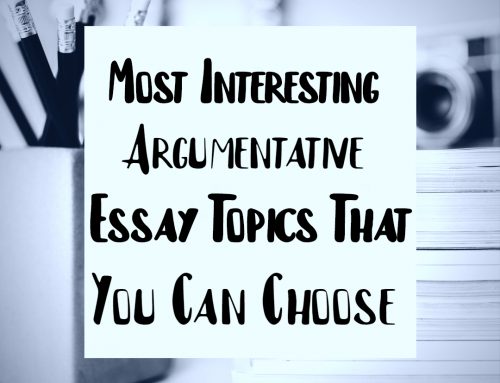 Most Interesting
Argumentative
Essay Topics That
You Can Choose